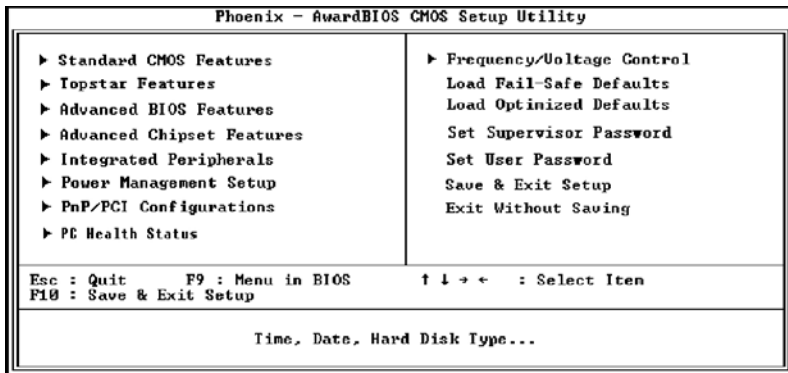 Phoenix - AwardBIOS CMOS Setup Utility
▶ Standard CMOS Features
▶ Topstar Features
▶ Advanced BIOS Features
▶ Advanced Chipset Features
▶ Integrated Peripherals
▶ Power Management Setup
▶ PnP/PCI Configurations
▶ PC Health Status
▶ Frequency/Voltage Control
Load Fail-Safe Defaults
Load Optimized Defaults
Set Supervisor Password
Set User Password
Save & Exit Setup
Exit Without Saving
Esc : Quit F9 : Menu in BIOS ↑ ↓ → ← : Select Item
F10 : Save & Exit Setup
Time, Date, Hard Disk Type...